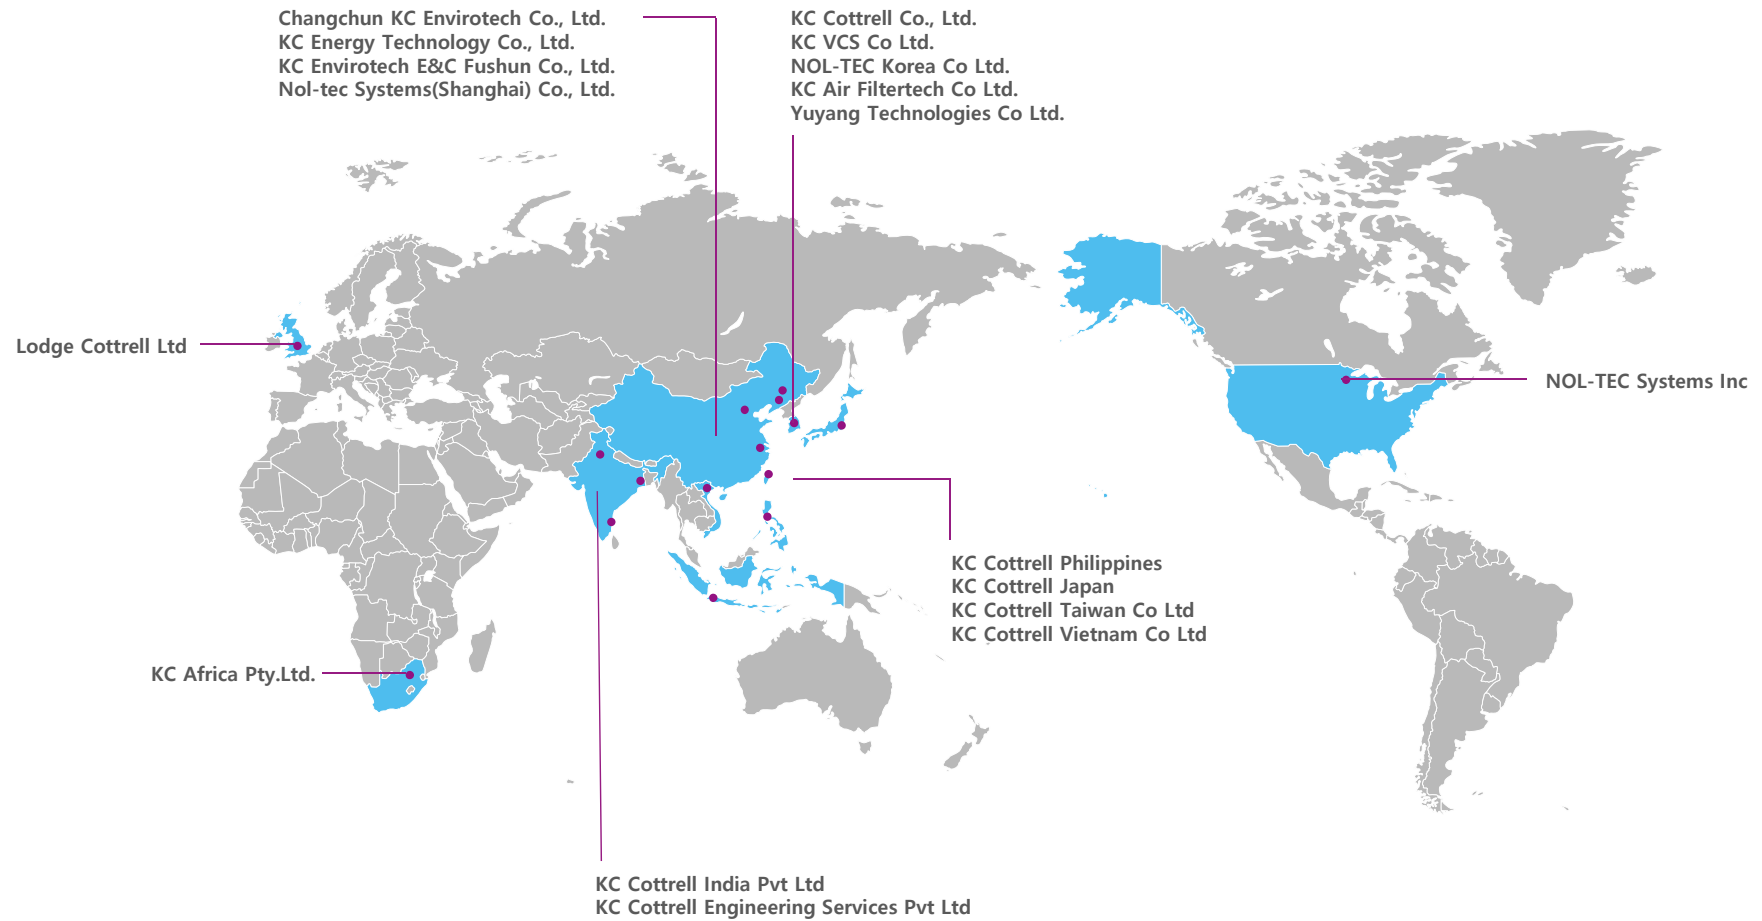 Changchun KC Envirotech Co., Ltd.
KC Energy Technology Co., Ltd.
KC Envirotech E&C Fushun Co., Ltd.
Nol-tec Systems(Shanghai) Co., Ltd.
KC Cottrell Co., Ltd.
KC VCS Co Ltd.
NOL-TEC Korea Co Ltd.
KC Air Filtertech Co Ltd.
Yuyang Technologies Co Ltd.
Lodge Cottrell Ltd
NOL-TEC Systems Inc
KC Cottrell Philippines
KC Cottrell Japan
KC Cottrell Taiwan Co Ltd
KC Cottrell Vietnam Co Ltd
KC Africa Pty.Ltd.
KC Cottrell India Pvt Ltd
KC Cottrell Engineering Services Pvt Ltd